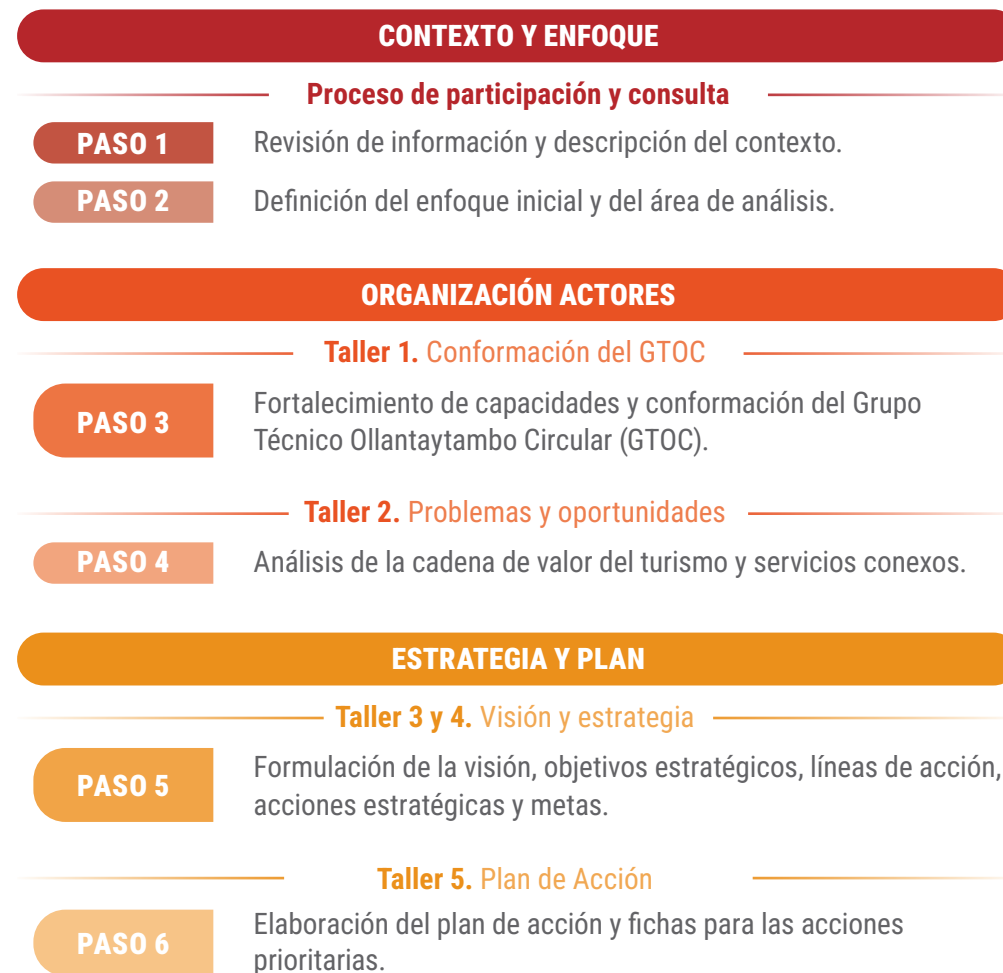 CONTEXTO Y ENFOQUE
Proceso de participación y consulta
PASO 1
Revisión de información y descripción del contexto.
PASO 2
Definición del enfoque inicial y del área de análisis.
ORGANIZACIÓN ACTORES
Taller 1. Conformación del GTOC
PASO 3
Fortalecimiento de capacidades y conformación del Grupo
Técnico Ollantaytambo Circular (GTOC).
Taller 2. Problemas y oportunidades
PASO 4
Análisis de la cadena de valor del turismo y servicios conexos.
ESTRATEGIA Y PLAN
Taller 3 y 4. Visión y estrategia
PASO 5
Formulación de la visión, objetivos estratégicos, líneas de acción,
acciones estratégicas y metas.
Taller 5. Plan de Acción
PASO 6
Elaboración del plan de acción y fichas para las acciones
prioritarias.